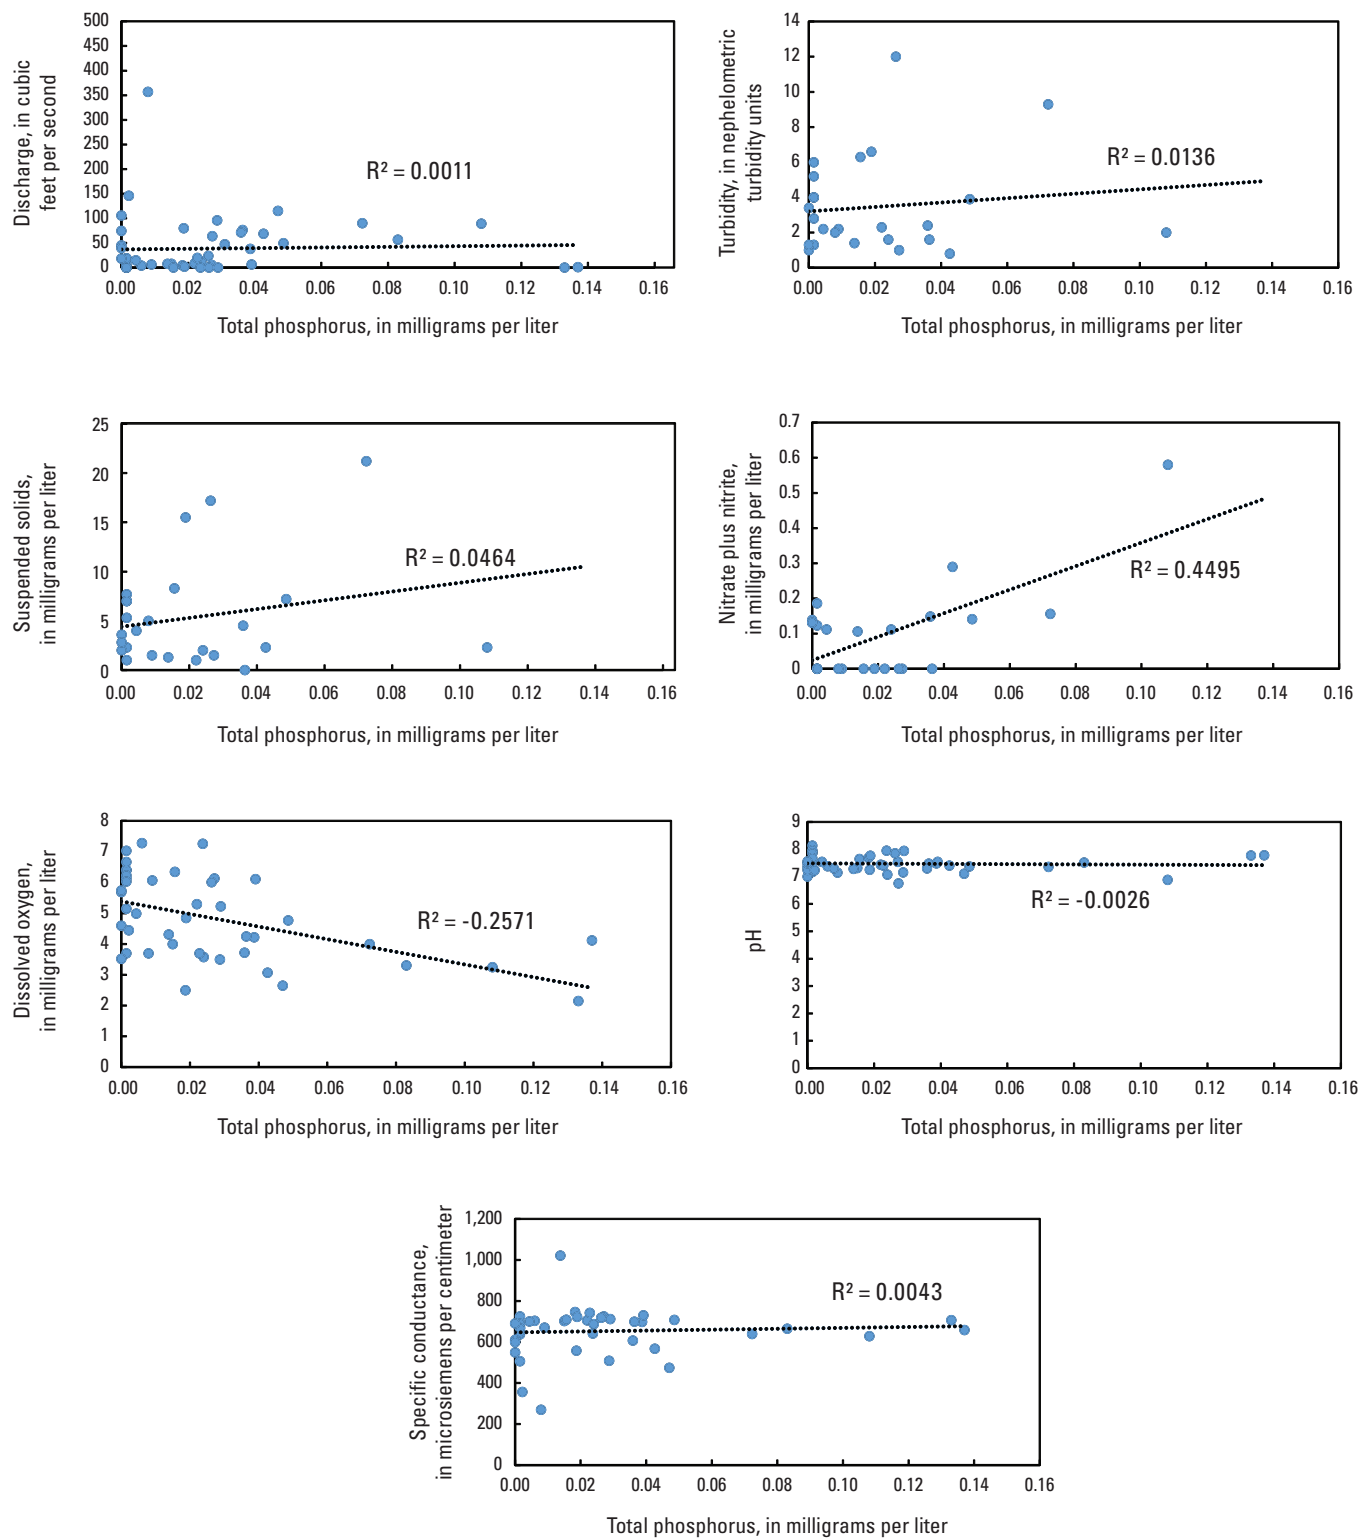 Discharge, in cubic
feet per second
500
450
400
350
300
250
200
150
100
50
0
R² = 0.0011
0.00 0.02 0.04 0.06 0.08 0.10 0.12 0.14 0.16
Total phosphorus, in milligrams per liter
Turbidity, in nephelometric
turbidity units
14
12
10
8
6
4
2
0
R² = 0.0136
0.00 0.02 0.04 0.06 0.08 0.10 0.12 0.14 0.16
Total phosphorus, in milligrams per liter
Suspended solids,
in milligrams per liter
25
20
15
10
5
0
R² = 0.0464
0.00 0.02 0.04 0.06 0.08 0.10 0.12 0.14 0.16
Total phosphorus, in milligrams per liter
Nitrate plus nitrite,
in milligrams per liter
0.7
0.6
0.5
0.4
0.3
0.2
0.1
0
R² = 0.4495
0.00 0.02 0.04 0.06 0.08 0.10 0.12 0.14 0.16
Total phosphorus, in milligrams per liter
Dissolved oxygen,
in milligrams per liter
8
7
6
5
4
3
2
1
0
R² = -0.2571
0.00 0.02 0.04 0.06 0.08 0.10 0.12 0.14 0.16
Total phosphorus, in milligrams per liter
pH
9
8
7
6
5
4
3
2
1
0
R² = -0.0026
0.00 0.02 0.04 0.06 0.08 0.10 0.12 0.14 0.16
Total phosphorus, in milligrams per liter
Specific conductance,
in microsiemens per centimeter
1,200
1,000
800
600
400
200
0
R² = 0.0043
0.00 0.02 0.04 0.06 0.08 0.10 0.12 0.14 0.16
Total phosphorus, in milligrams per liter